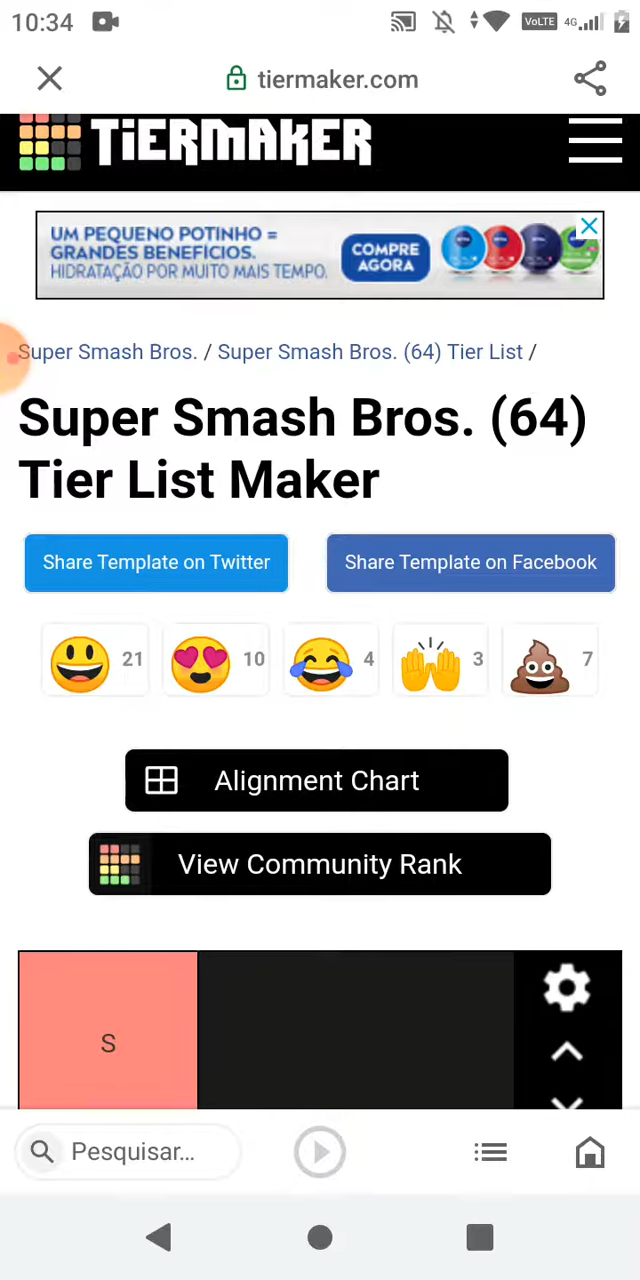 10:34
VoLTE
4G
tiermaker.com
TiERMAKER
UM PEQUENO POTINHO =
GRANDES BENEFÍCIOS.
HIDRATAÇÃO POR MUITO MAIS TEMPO.
COMPRE
AGORA
Super Smash Bros. / Super Smash Bros. (64) Tier List /
Super Smash Bros. (64)
Tier List Maker
Share Template on Twitter
Share Template on Facebook
21
10
4
3
7
Alignment Chart
View Community Rank
S
Pesquisar...